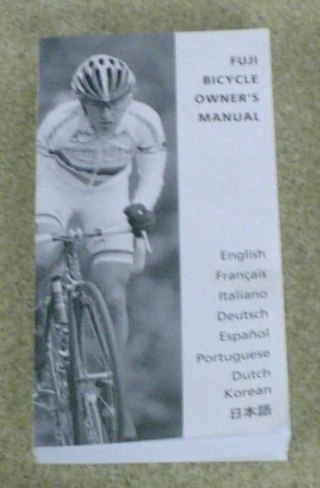 FUJI
BICYCLE
OWNER'S
MANUAL
English
Français
Italiano
Deutsch
Español
Portuguese
Dutch
Korean
日本語